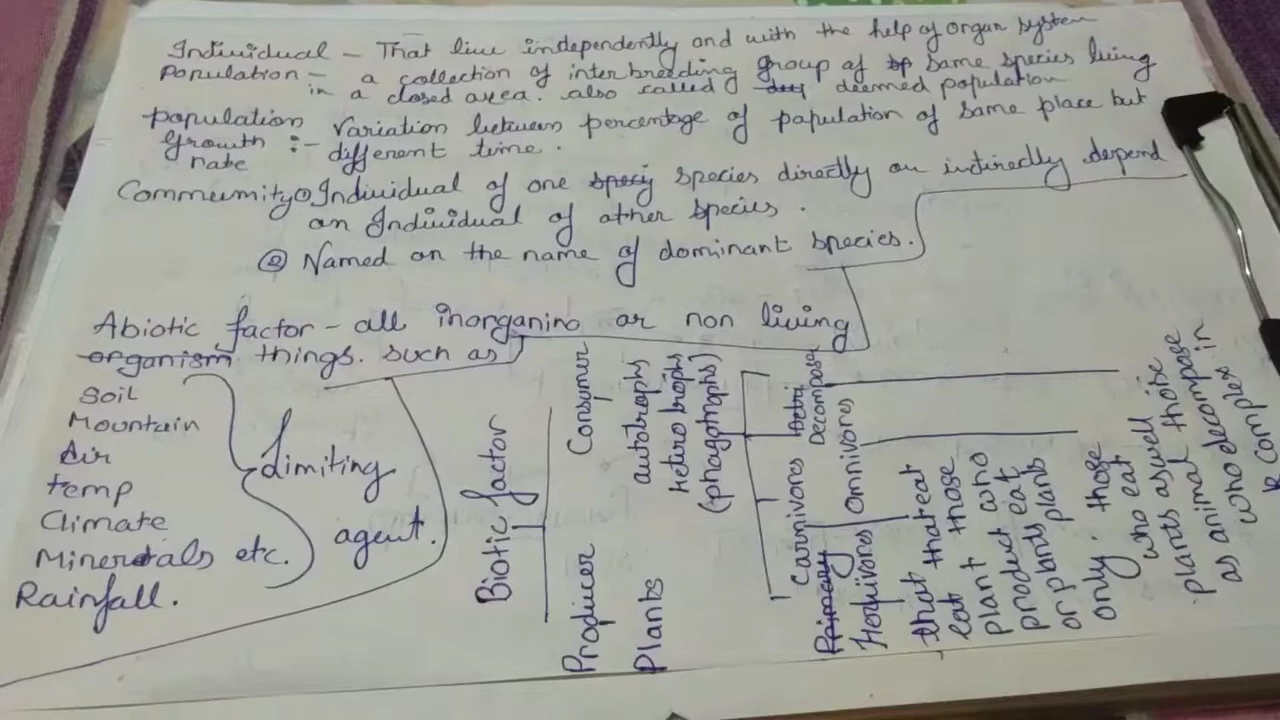 Individual - That live independently and with the help of organ system
Population - a collection of interbreeding group of sp same species living
in a closed area. also called deemed population
population Variation between percentage of population of same place but
Growth :- different time.
rate
Community ① Individual of one species directly or indirectly depend
on Individual of other species.
② Named on the name of dominant species.
Abiotic factor - all inorganino or non living
organism things. such as
Soil
Mountain
Air
temp
Climate
Minerals etc.
Rainfall.
Limiting
agent.
Biotic factor
Producer Consumer
Plants autotrophs
Heterotrophs
(phagotrophs)
Carnivores Decomposer
Primary Omnivores
Herbivores
that that eat
eat those
plant who
product eat
or plants plants
only. those
who eat
plants as well
as animal
those
decompose
who decomp in
complex